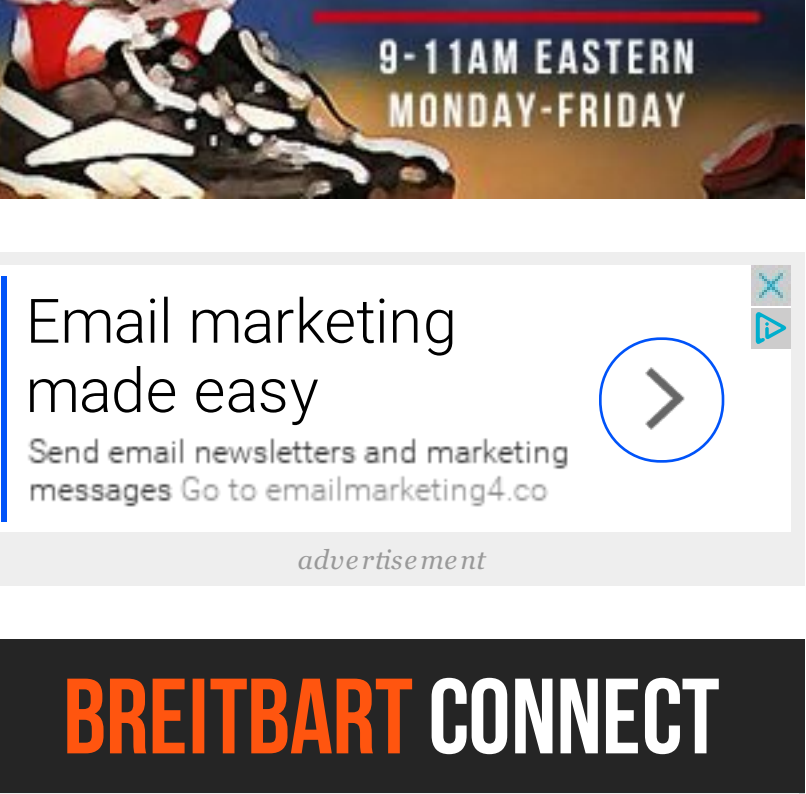 9-11AM EASTERN
MONDAY-FRIDAY
Email marketing
made easy
Send email newsletters and marketing
messages Go to emailmarketing4.co
advertisement
BREITBART CONNECT